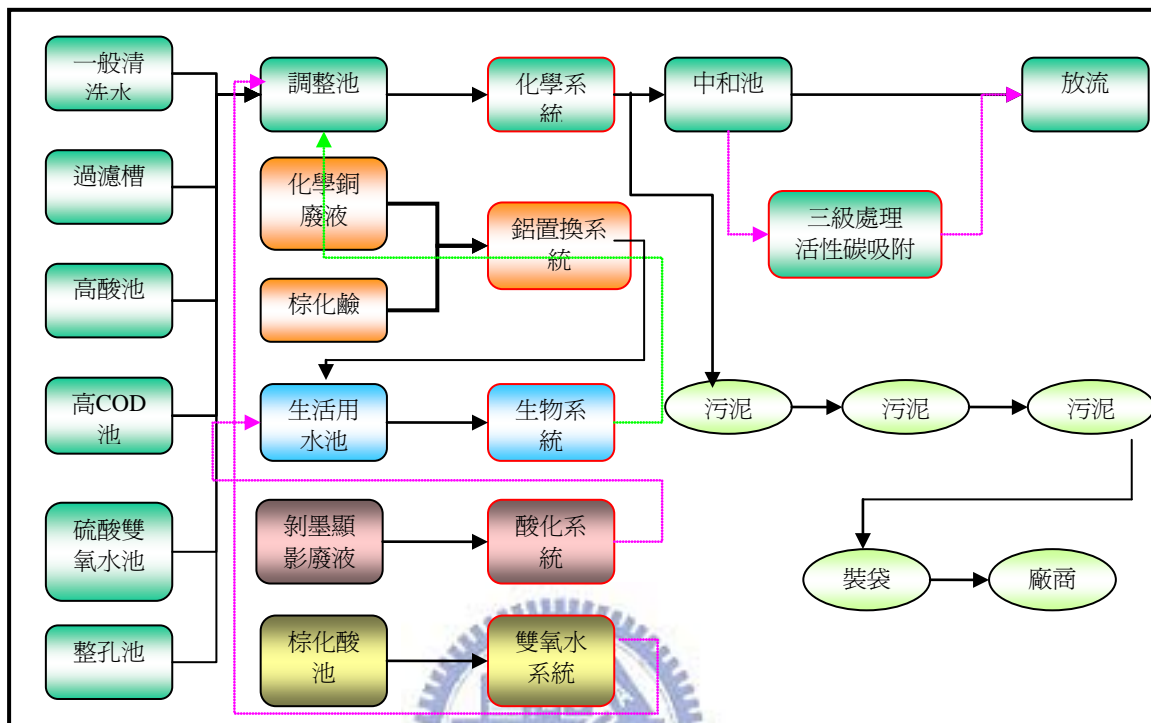 一般清
洗水
調整池
化學系
統
中和池
放流
過濾槽
化學銅
廢液
鋁置換系
統
三級處理
活性碳吸附
高酸池
棕化鹼
高COD
池
生活用
水池
生物系
統
污泥
污泥
污泥
硫酸雙
氧水池
剝墨顯
影廢液
酸化系
統
裝袋
廠商
整孔池
棕化酸
池
雙氧水
系統